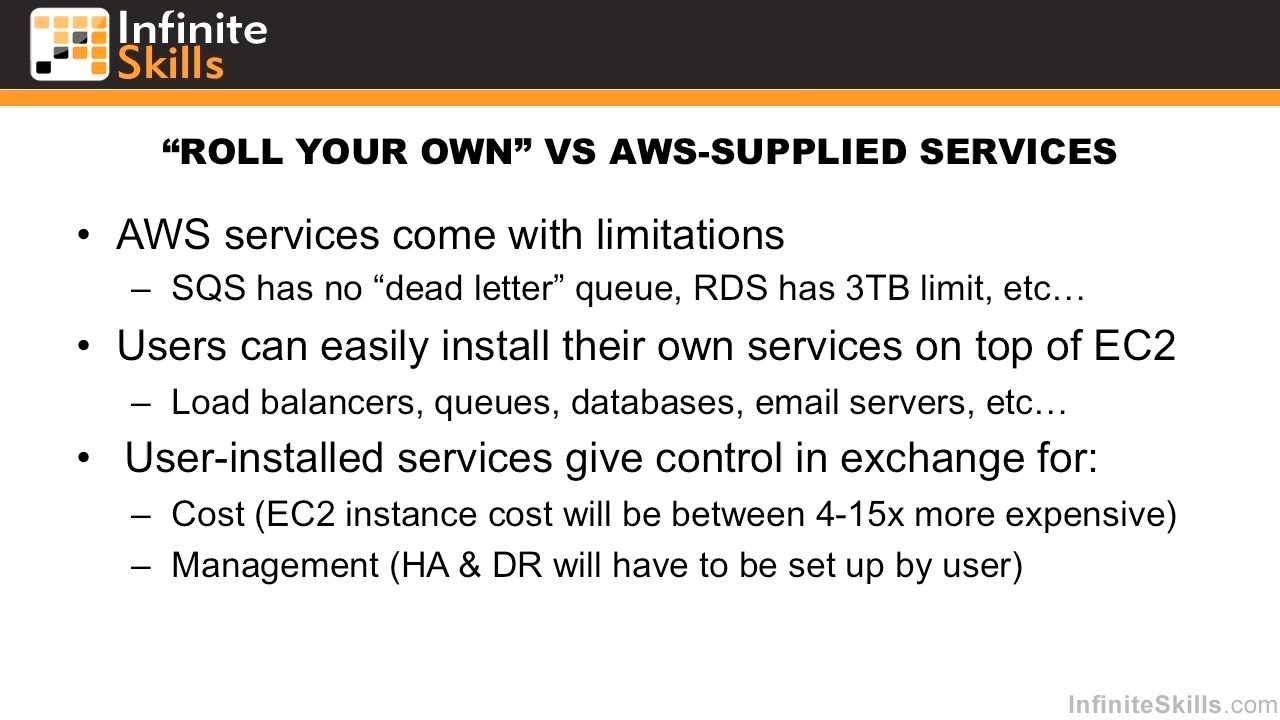 Infinite
Skills
“ROLL YOUR OWN” VS AWS-SUPPLIED SERVICES
• AWS services come with limitations
– SQS has no “dead letter” queue, RDS has 3TB limit, etc…
• Users can easily install their own services on top of EC2
– Load balancers, queues, databases, email servers, etc…
• User-installed services give control in exchange for:
– Cost (EC2 instance cost will be between 4-15x more expensive)
– Management (HA & DR will have to be set up by user)
InfiniteSkills.com